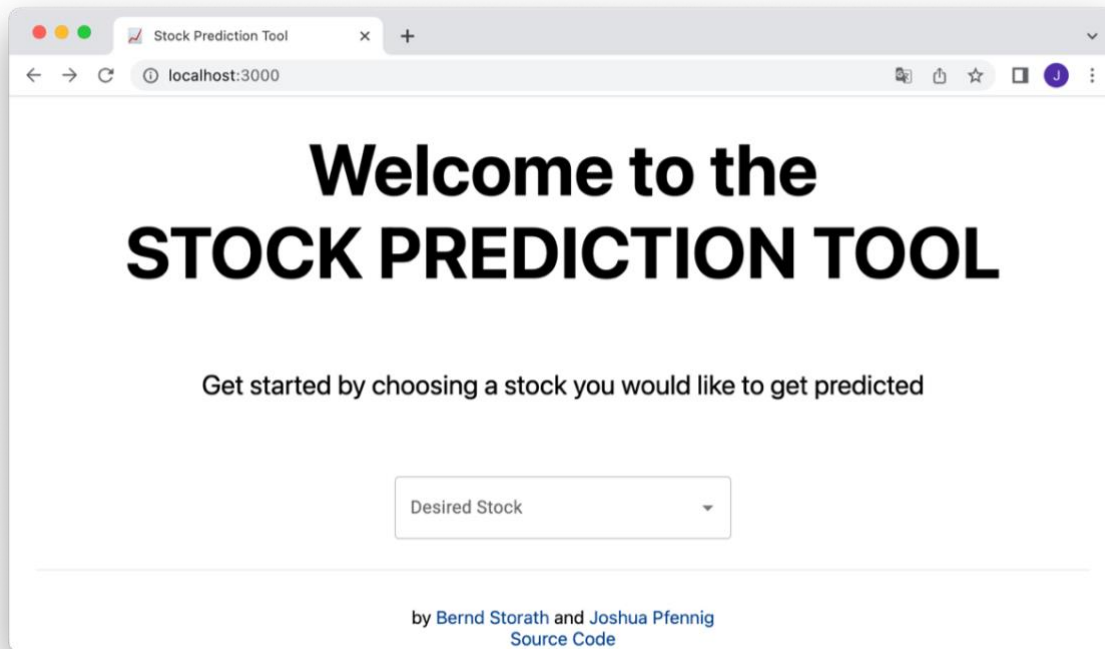 Stock Prediction Tool
localhost:3000
J
Welcome to the
STOCK PREDICTION TOOL
Get started by choosing a stock you would like to get predicted
Desired Stock
by Bernd Storath and Joshua Pfennig
Source Code